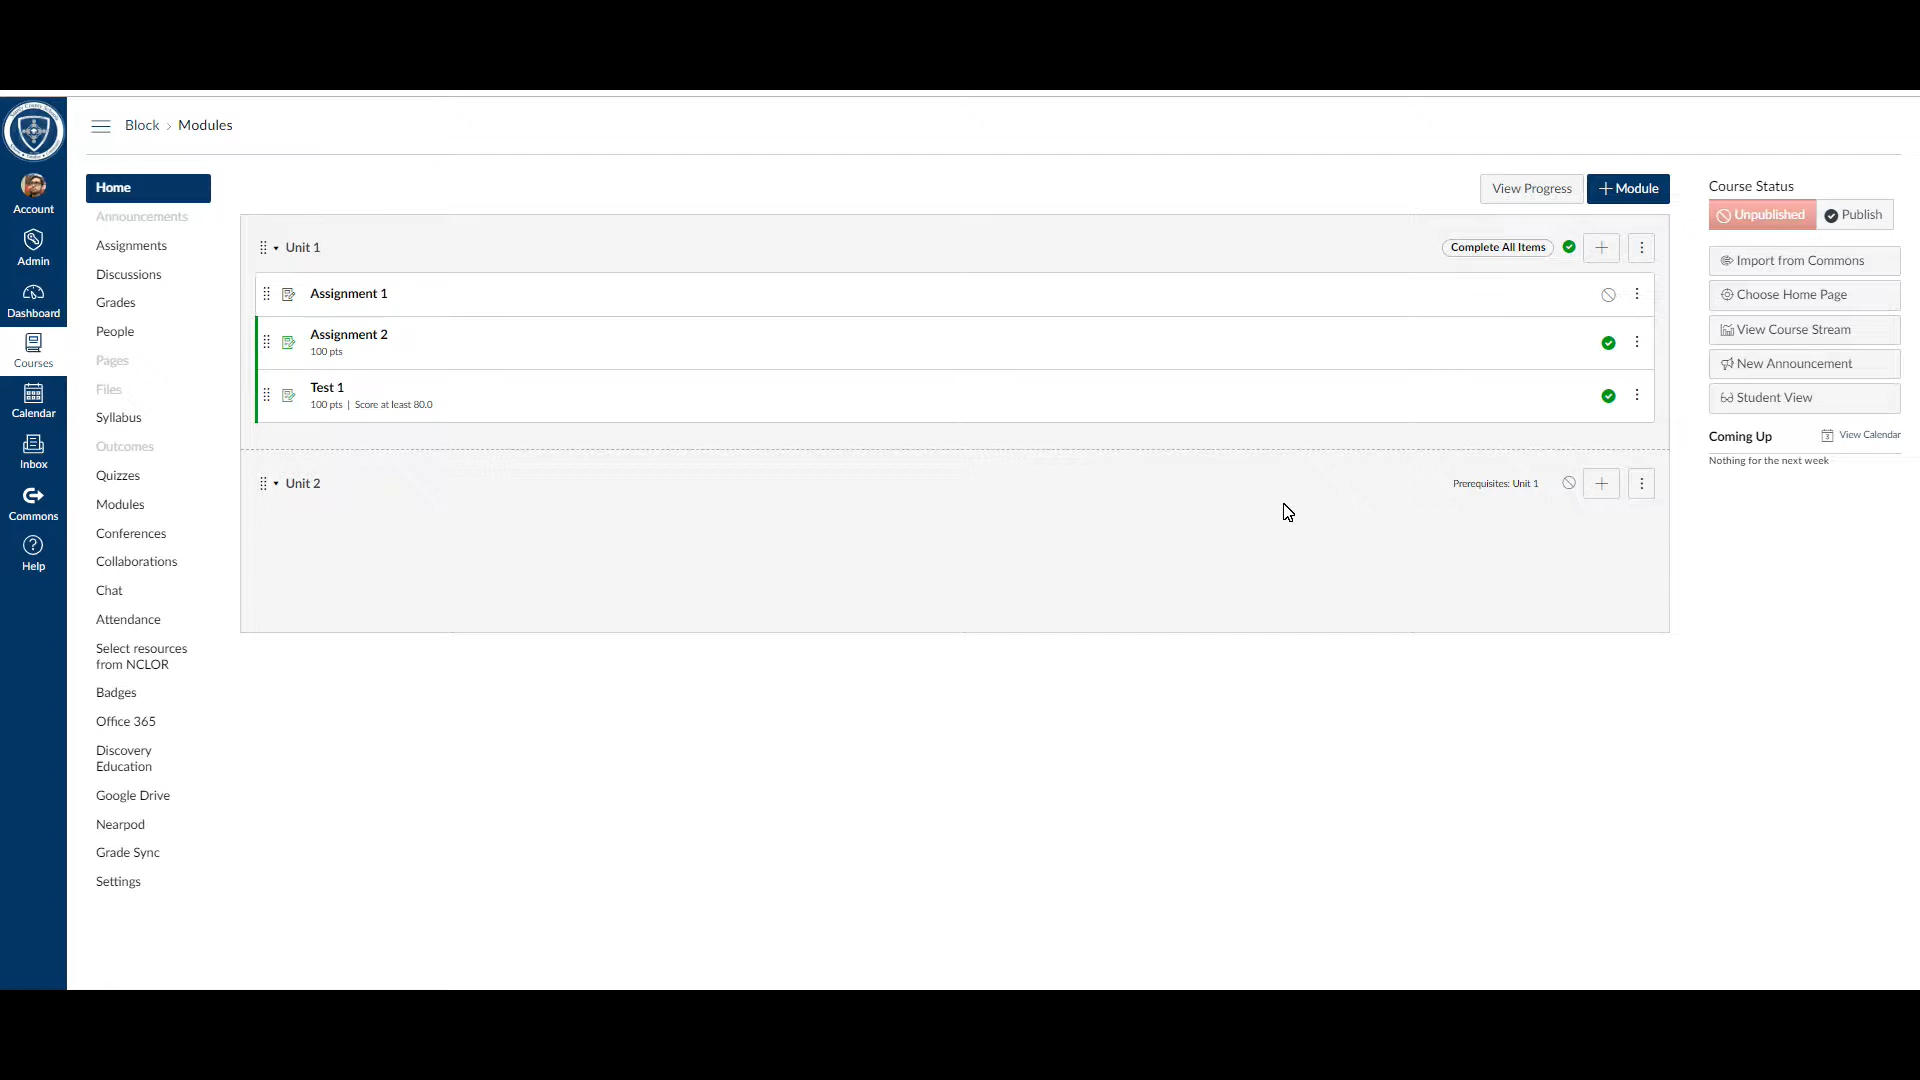 Block › Modules
Account
Admin
Dashboard
Courses
Calendar
Inbox
Commons
Help
Home
Announcements
Assignments
Discussions
Grades
People
Pages
Files
Syllabus
Outcomes
Quizzes
Modules
Conferences
Collaborations
Chat
Attendance
Select resources
from NCLOR
Badges
Office 365
Discovery
Education
Google Drive
Nearpod
Grade Sync
Settings
View Progress
+ Module
Unit 1
Complete All Items
Assignment 1
Assignment 2
100 pts
Test 1
100 pts | Score at least 80.0
Unit 2
Prerequisites: Unit 1
Course Status
Unpublished
Publish
Import from Commons
Choose Home Page
View Course Stream
New Announcement
Student View
Coming Up
3 View Calendar
Nothing for the next week